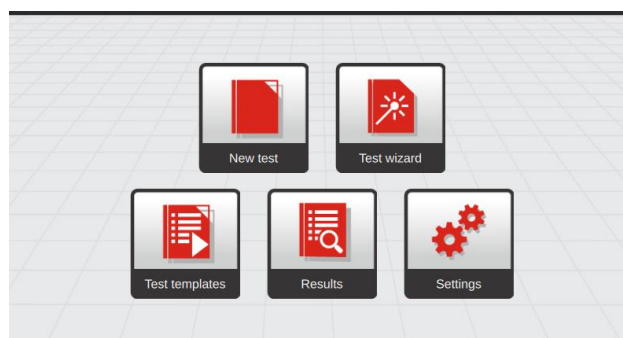 New test
Test wizard
Test templates
Results
Settings